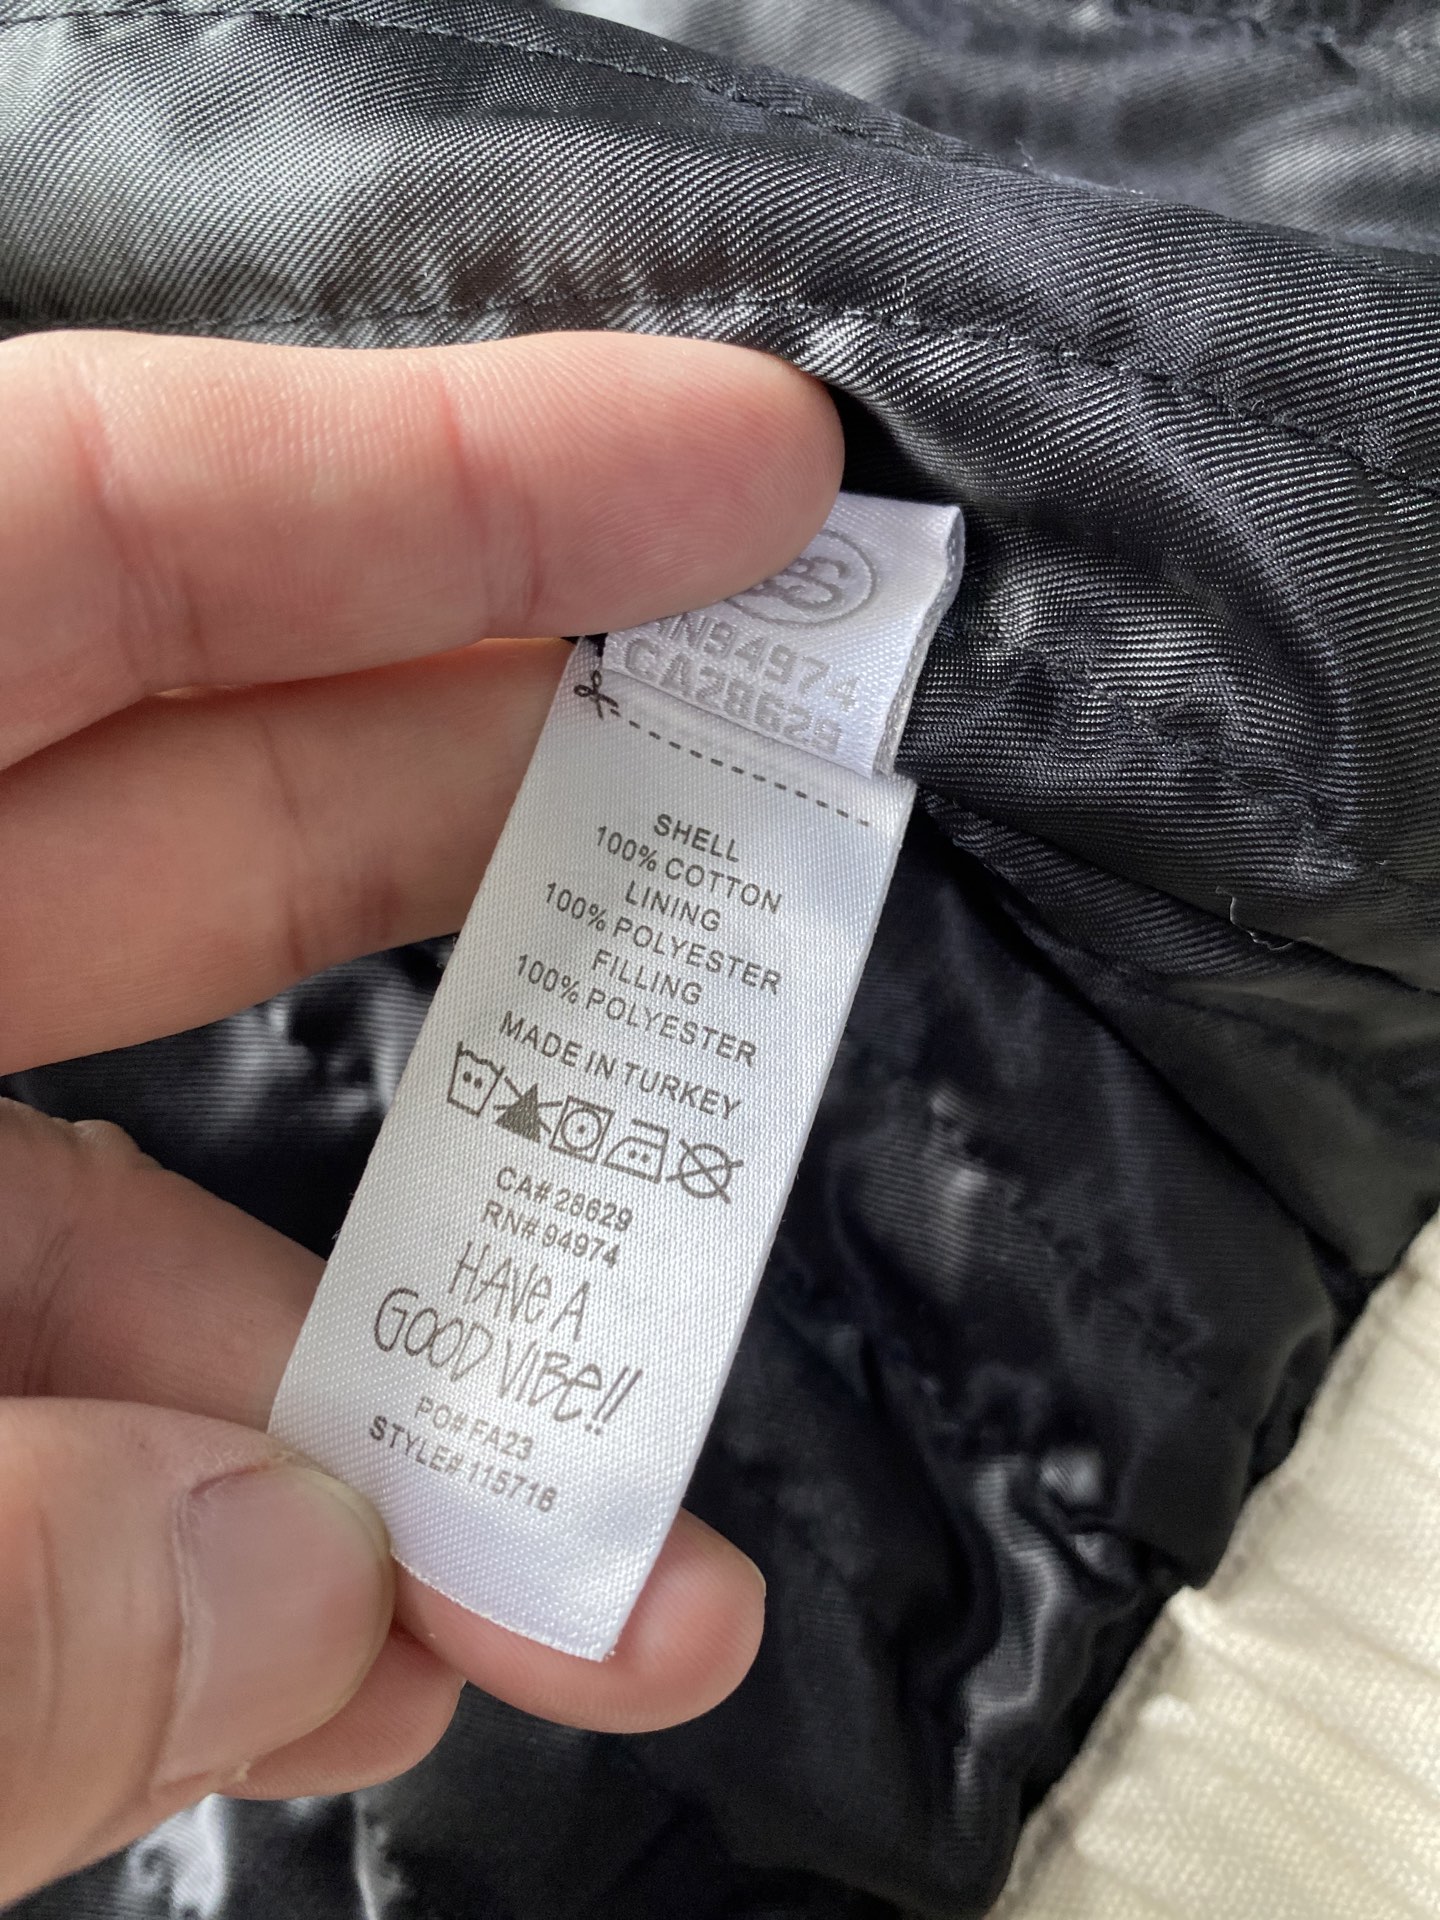 N94974
CA28629
SHELL
100% COTTON
LINING
100% POLYESTER
FILLING
100% POLYESTER
MADE IN TURKEY
CA# 28629
RN# 94974
HAVE A
GOOD VIBE!!
PO# FA23
STYLE# 115716